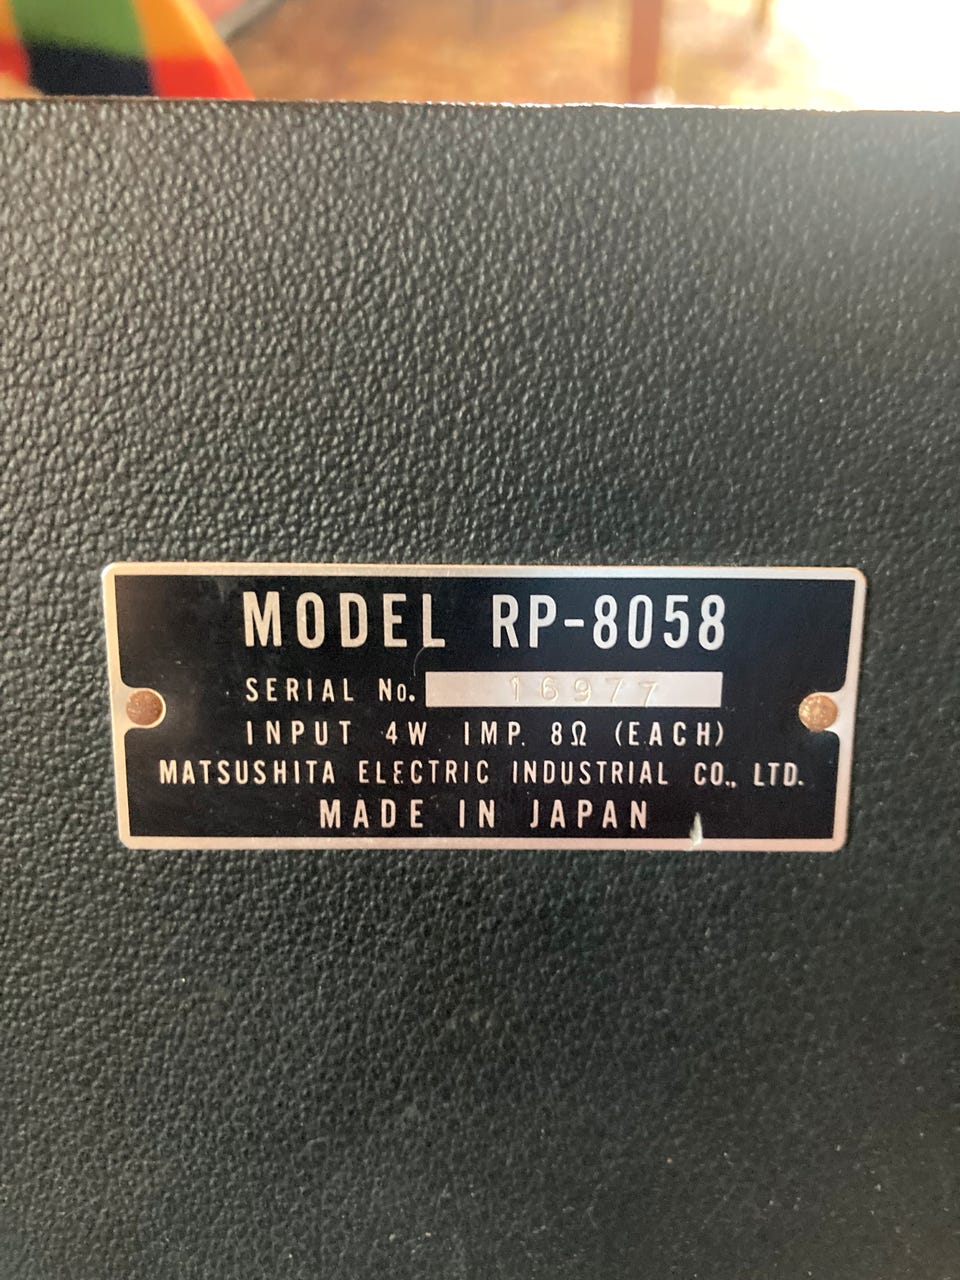 MODEL RP-8058
SERIAL No. 16977
INPUT 4W IMP. 8Ω (EACH)
MATSUSHITA ELECTRIC INDUSTRIAL CO., LTD.
MADE IN JAPAN